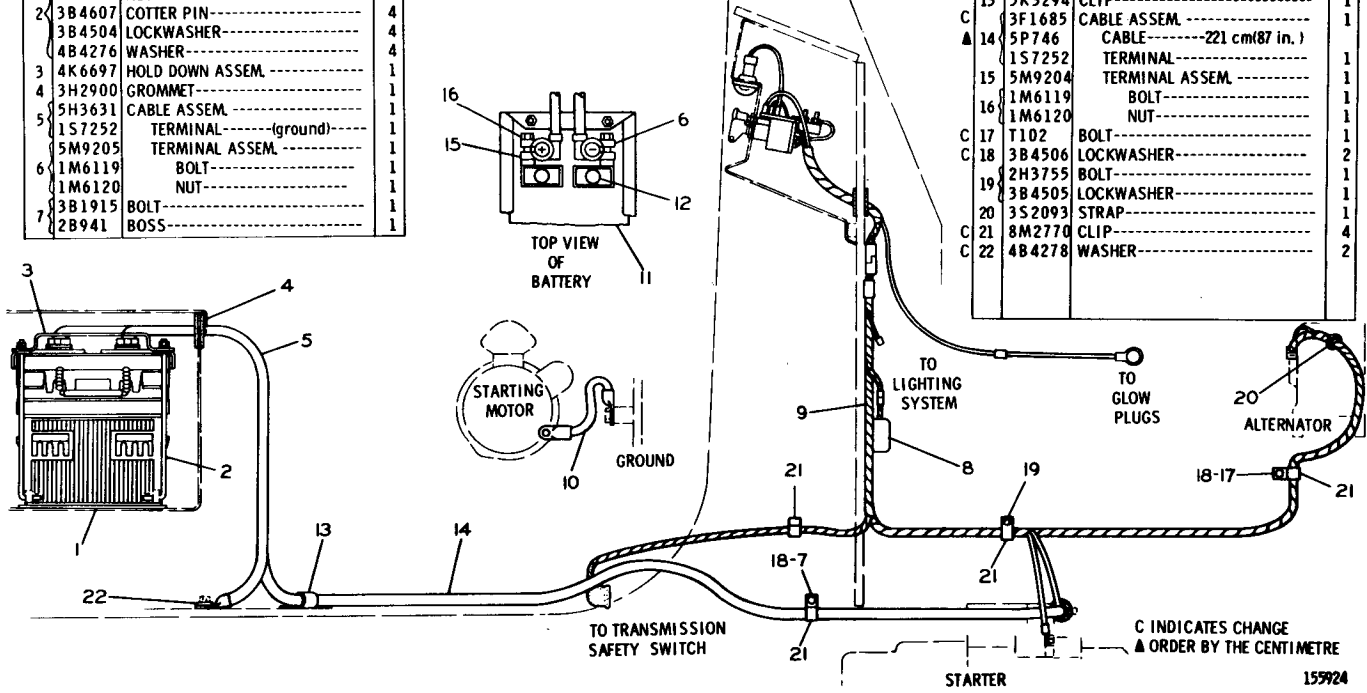 2 3B4607 COTTER PIN 4
3B4504 LOCKWASHER 4
4B4276 WASHER 4
3 4K6697 HOLD DOWN ASSEM. 1
4 3H2900 GROMMET 1
5 5H3631 CABLE ASSEM. 1
1S7252 TERMINAL------(ground)----- 1
5M9205 TERMINAL ASSEM. 1
6 1M6119 BOLT 1
1M6120 NUT 1
7 3B1915 BOLT 1
2B941 BOSS 1
C 3F1685 CABLE ASSEM. 1
▲ 14 5P746 CABLE--------221 cm(87 in.)
1S7252 TERMINAL 1
15 5M9204 TERMINAL ASSEM. 1
16 1M6119 BOLT 1
1M6120 NUT 1
C 17 T102 BOLT 1
C 18 3B4506 LOCKWASHER 2
19 2H3755 BOLT 1
3B4505 LOCKWASHER 1
20 3S2093 STRAP 1
C 21 8M2770 CLIP 4
C 22 4B4278 WASHER 2
16
6
15
12
11
TOP VIEW
OF
BATTERY
3
4
5
2
1
STARTING
MOTOR
10
GROUND
9
8
TO
LIGHTING
SYSTEM
TO
GLOW
PLUGS
20
ALTERNATOR
18-17
21
21
19
21
13
14
22
18-7
21
TO TRANSMISSION
SAFETY SWITCH
STARTER
C INDICATES CHANGE
▲ ORDER BY THE CENTIMETRE
155924